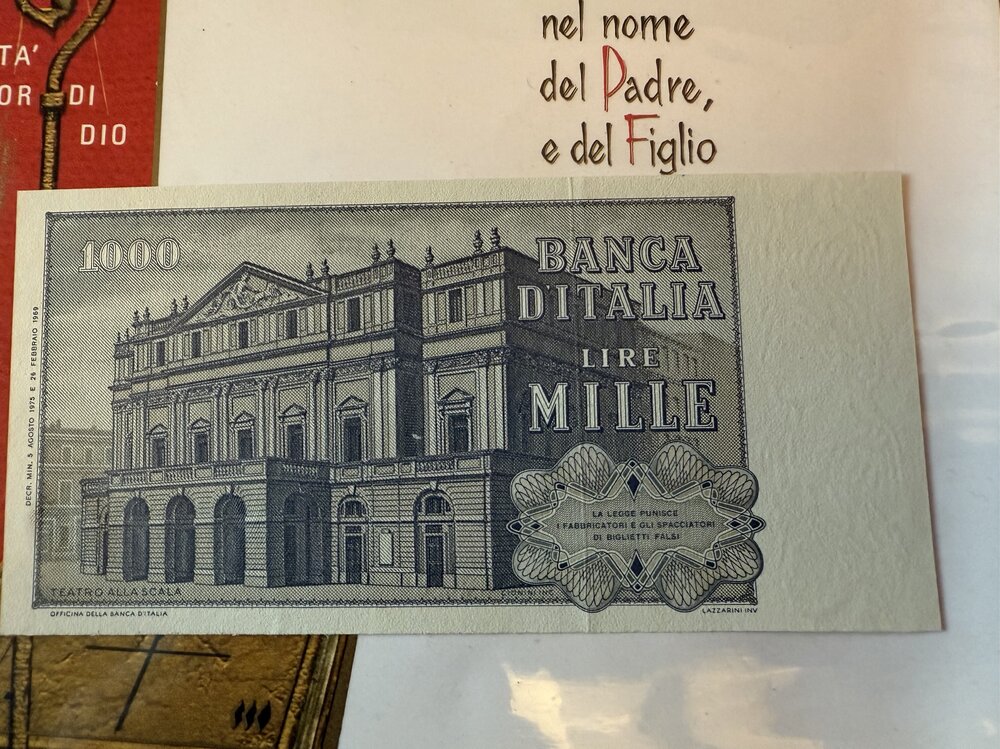 TA'
OR DI
DIO
nel nome
del Padre,
e del Figlio
1000
BANCA
D'ITALIA
LIRE
MILLE
DECR. MIN. 5 AGOSTO 1975 E 26 FEBBRAIO 1969
LA LEGGE PUNISCE
I FABBRICATORI E GLI SPACCIATORI
DI BIGLIETTI FALSI
TEATRO ALLA SCALA
OFFICINA DELLA BANCA D'ITALIA
LAZZARINI INV